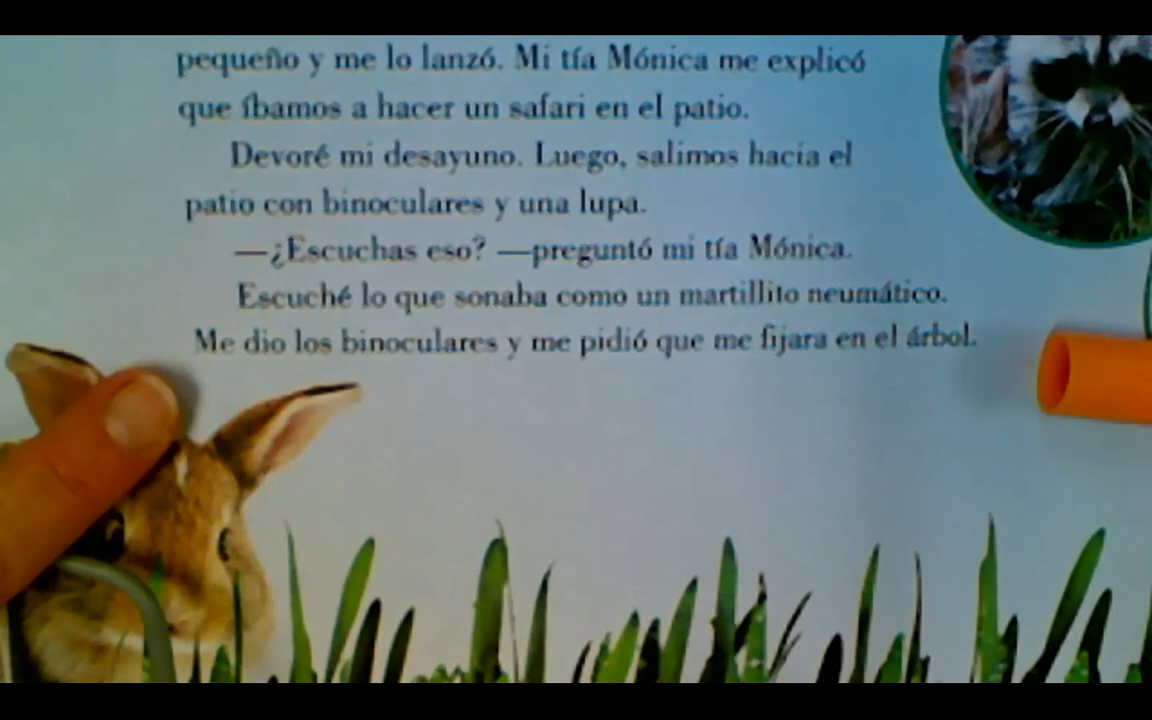 pequeño y me lo lanzó. Mi tía Mónica me explicó
que íbamos a hacer un safari en el patio.
Devoré mi desayuno. Luego, salimos hacia el
patio con binoculares y una lupa.
—¿Escuchas eso? —preguntó mi tía Mónica.
Escuché lo que sonaba como un martillito neumático.
Me dio los binoculares y me pidió que me fijara en el árbol.